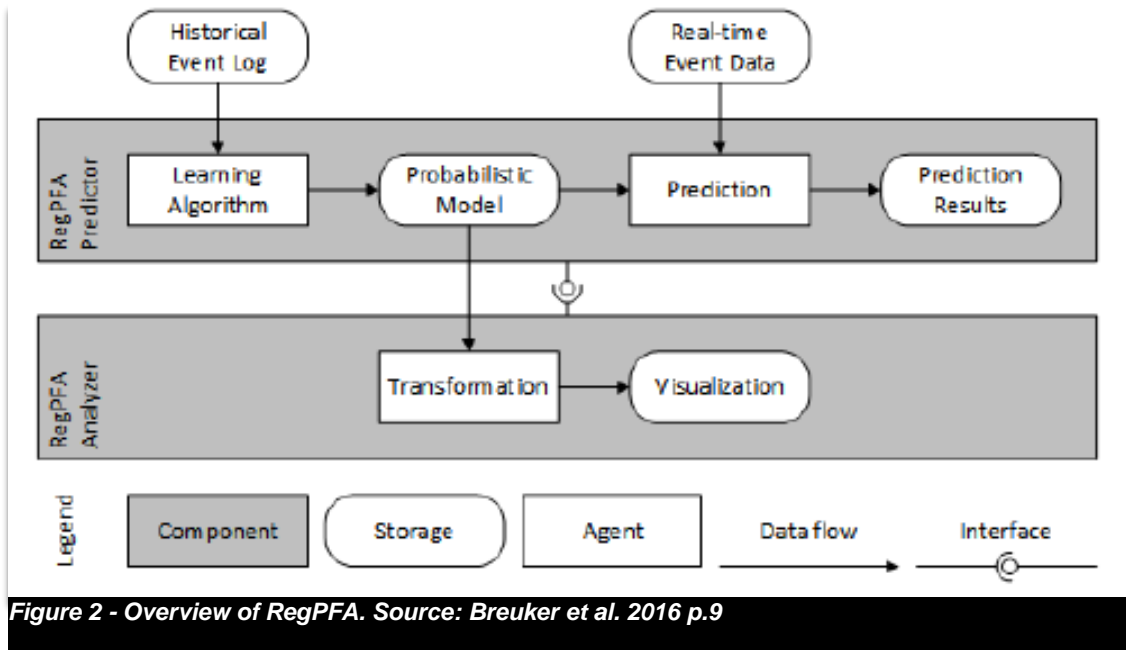 Historical
Event Log
Real-time
Event Data
RegPFA
Predictor
Learning
Algorithm
Probabilistic
Model
Prediction
Prediction
Results
RegPFA
Analyzer
Transformation
Visualization
Legend
Component
Storage
Agent
Data flow
Interface
Figure 2 - Overview of RegPFA. Source: Breuker et al. 2016 p.9